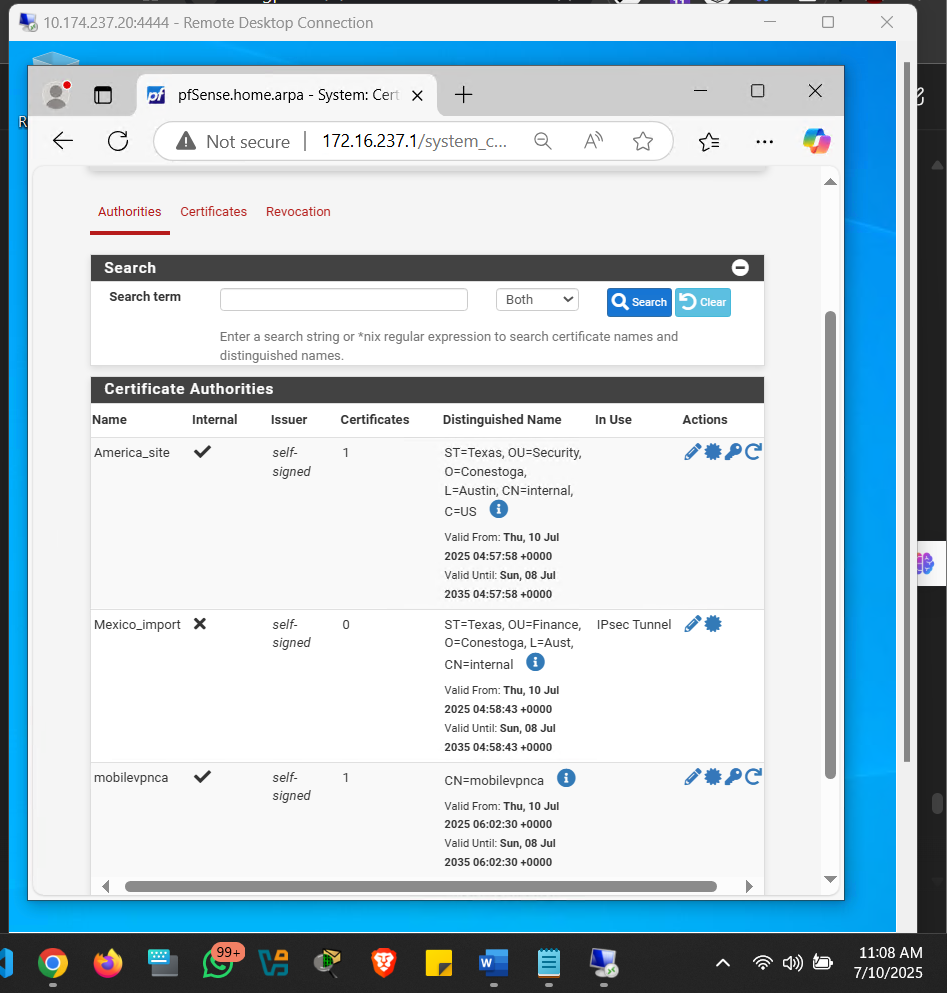 10.174.237.20:4444 - Remote Desktop Connection
pfSense.home.arpa - System: Cert
Not secure
172.16.237.1/system_c...
Authorities Certificates Revocation
Search
Search term
Both
Search
Clear
Enter a search string or *nix regular expression to search certificate names and
distinguished names.
Certificate Authorities
Name Internal Issuer Certificates Distinguished Name In Use Actions
America_site self-signed 1 ST=Texas, OU=Security,
O=Conestoga,
L=Austin, CN=internal,
C=US
Valid From: Thu, 10 Jul
2025 04:57:58 +0000
Valid Until: Sun, 08 Jul
2035 04:57:58 +0000
Mexico_import self-signed 0 ST=Texas, OU=Finance, IPsec Tunnel
O=Conestoga, L=Aust,
CN=internal
Valid From: Thu, 10 Jul
2025 04:58:43 +0000
Valid Until: Sun, 08 Jul
2035 04:58:43 +0000
mobilevpnca self-signed 1 CN=mobilevpnca
Valid From: Thu, 10 Jul
2025 06:02:30 +0000
Valid Until: Sun, 08 Jul
2035 06:02:30 +0000
99+
11:08 AM
7/10/2025